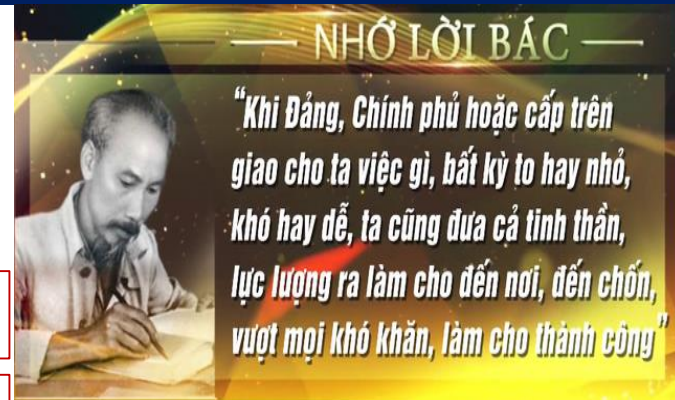 NHỚ LỜI BÁC
“Khi Đảng, Chính phủ hoặc cấp trên
giao cho ta việc gì, bất kỳ to hay nhỏ,
khó hay dễ, ta cũng đưa cả tinh thần,
lực lượng ra làm cho đến nơi, đến chốn,
vượt mọi khó khăn, làm cho thành công”